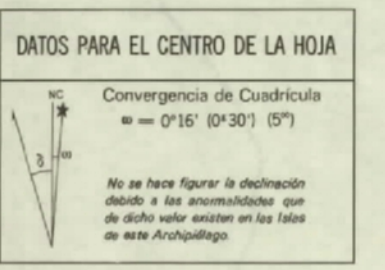 DATOS PARA EL CENTRO DE LA HOJA
NC
Convergencia de Cuadrícula
ω = 0°16' (0ᵍ30') (5°°)
δ
ω
No se hace figurar la declinación
debido a las anormalidades que
de dicho valor existen en las Islas
de este Archipiélago.